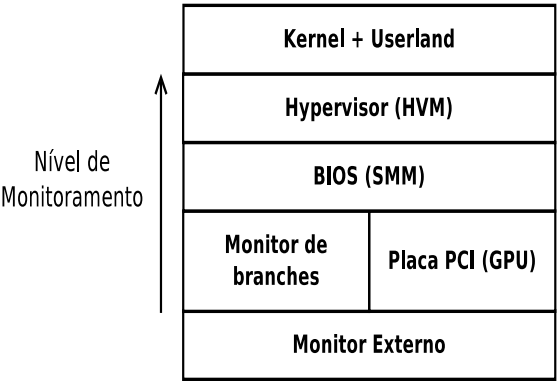 Kernel + Userland
Hypervisor (HVM)
Nível de
Monitoramento
BIOS (SMM)
Monitor de
branches
Placa PCI (GPU)
Monitor Externo